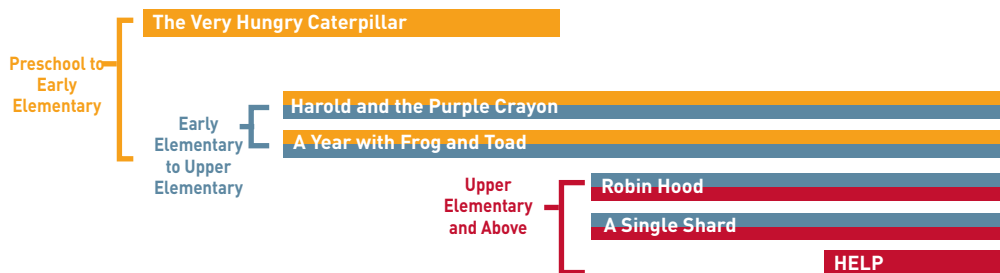 The Very Hungry Caterpillar
Preschool to
Early
Elementary
Harold and the Purple Crayon
Early
Elementary
to Upper
Elementary
A Year with Frog and Toad
Upper
Elementary
and Above
Robin Hood
A Single Shard
HELP